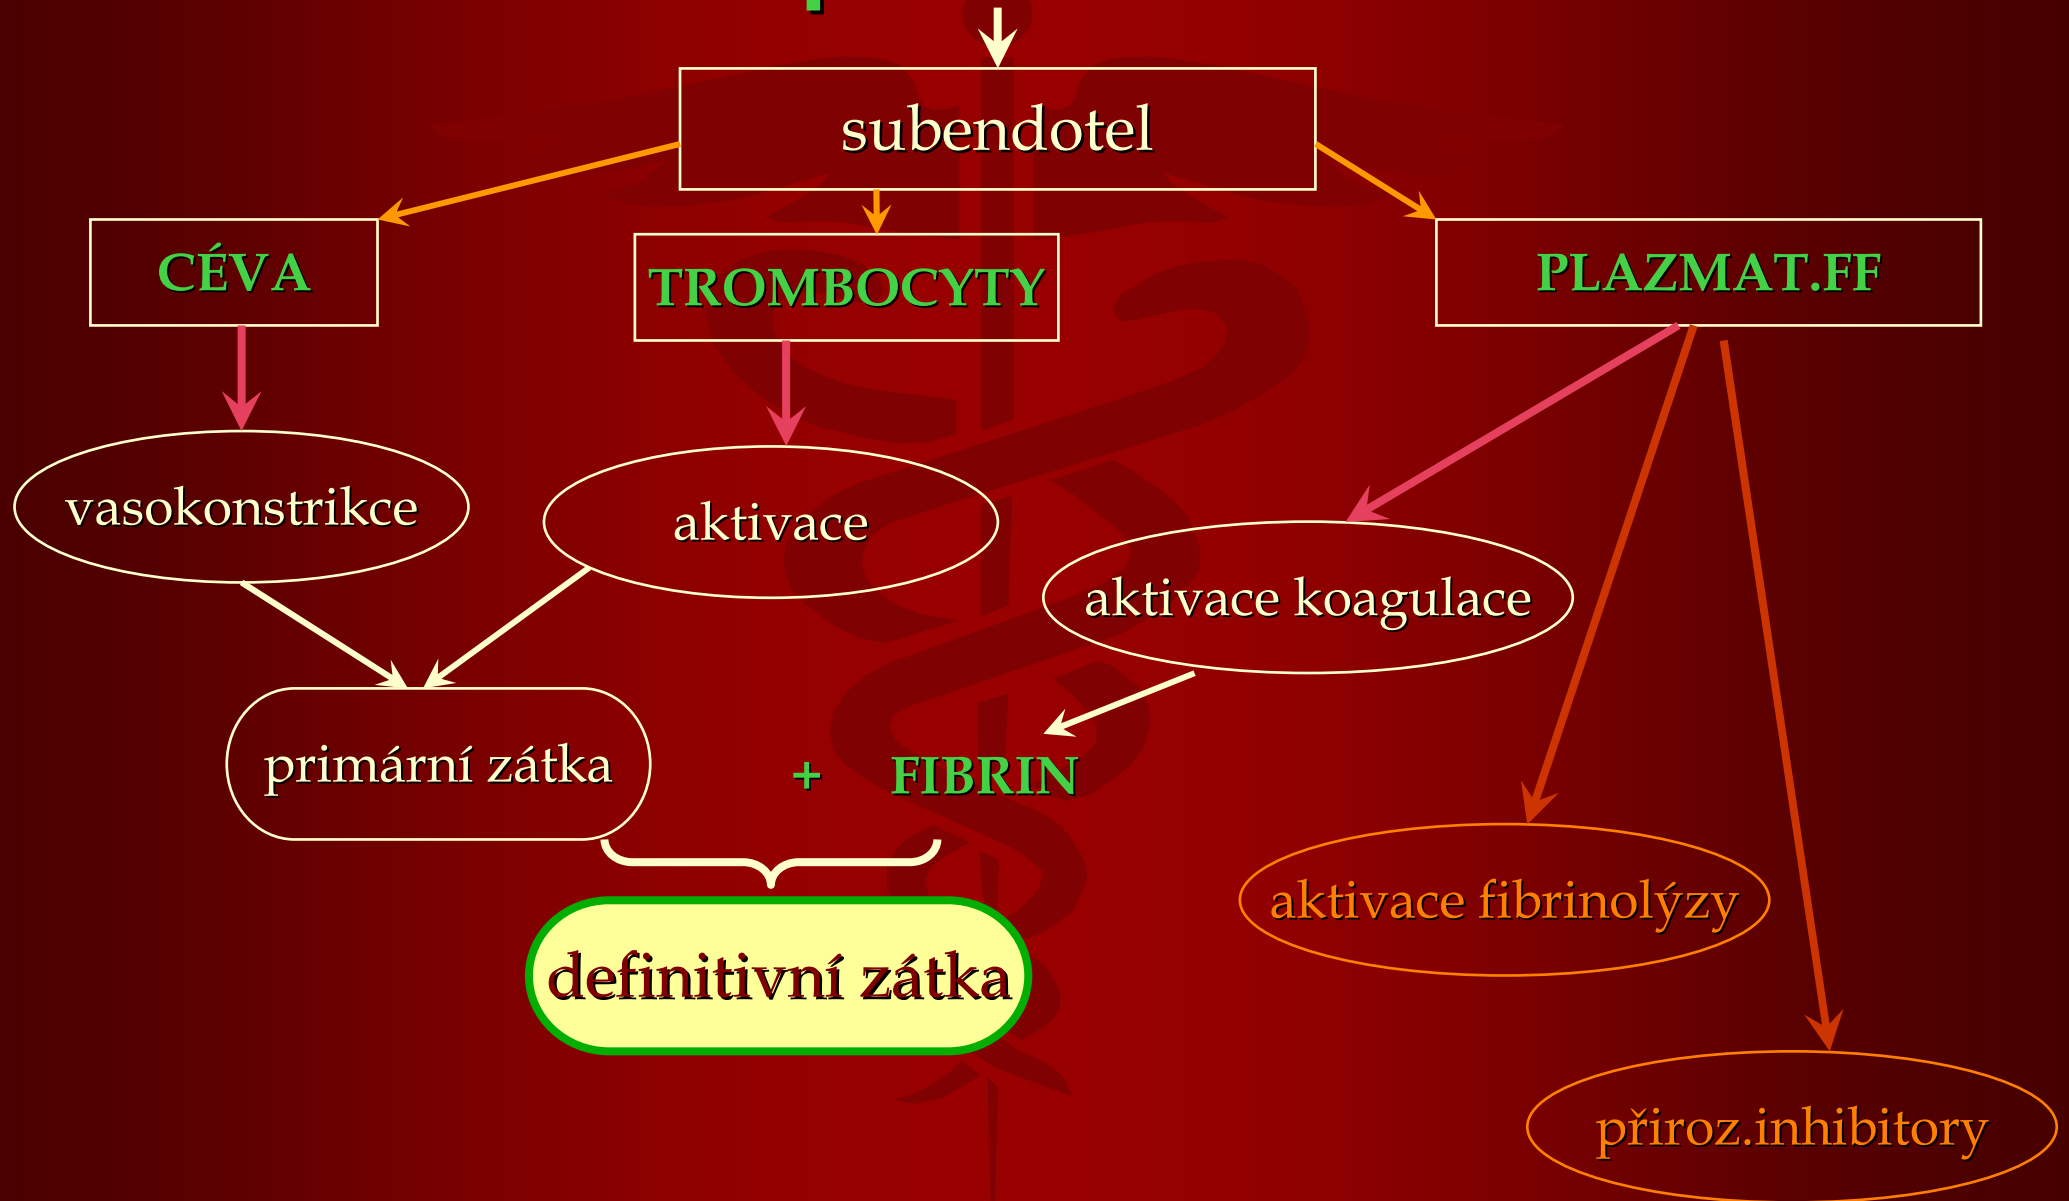 subendotel
CÉVA
TROMBOCYTY
PLAZMAT.FF
vasokonstrikce
aktivace
aktivace koagulace
primární zátka
+ FIBRIN
aktivace fibrinolýzy
definitivní zátka
přiroz.inhibitory